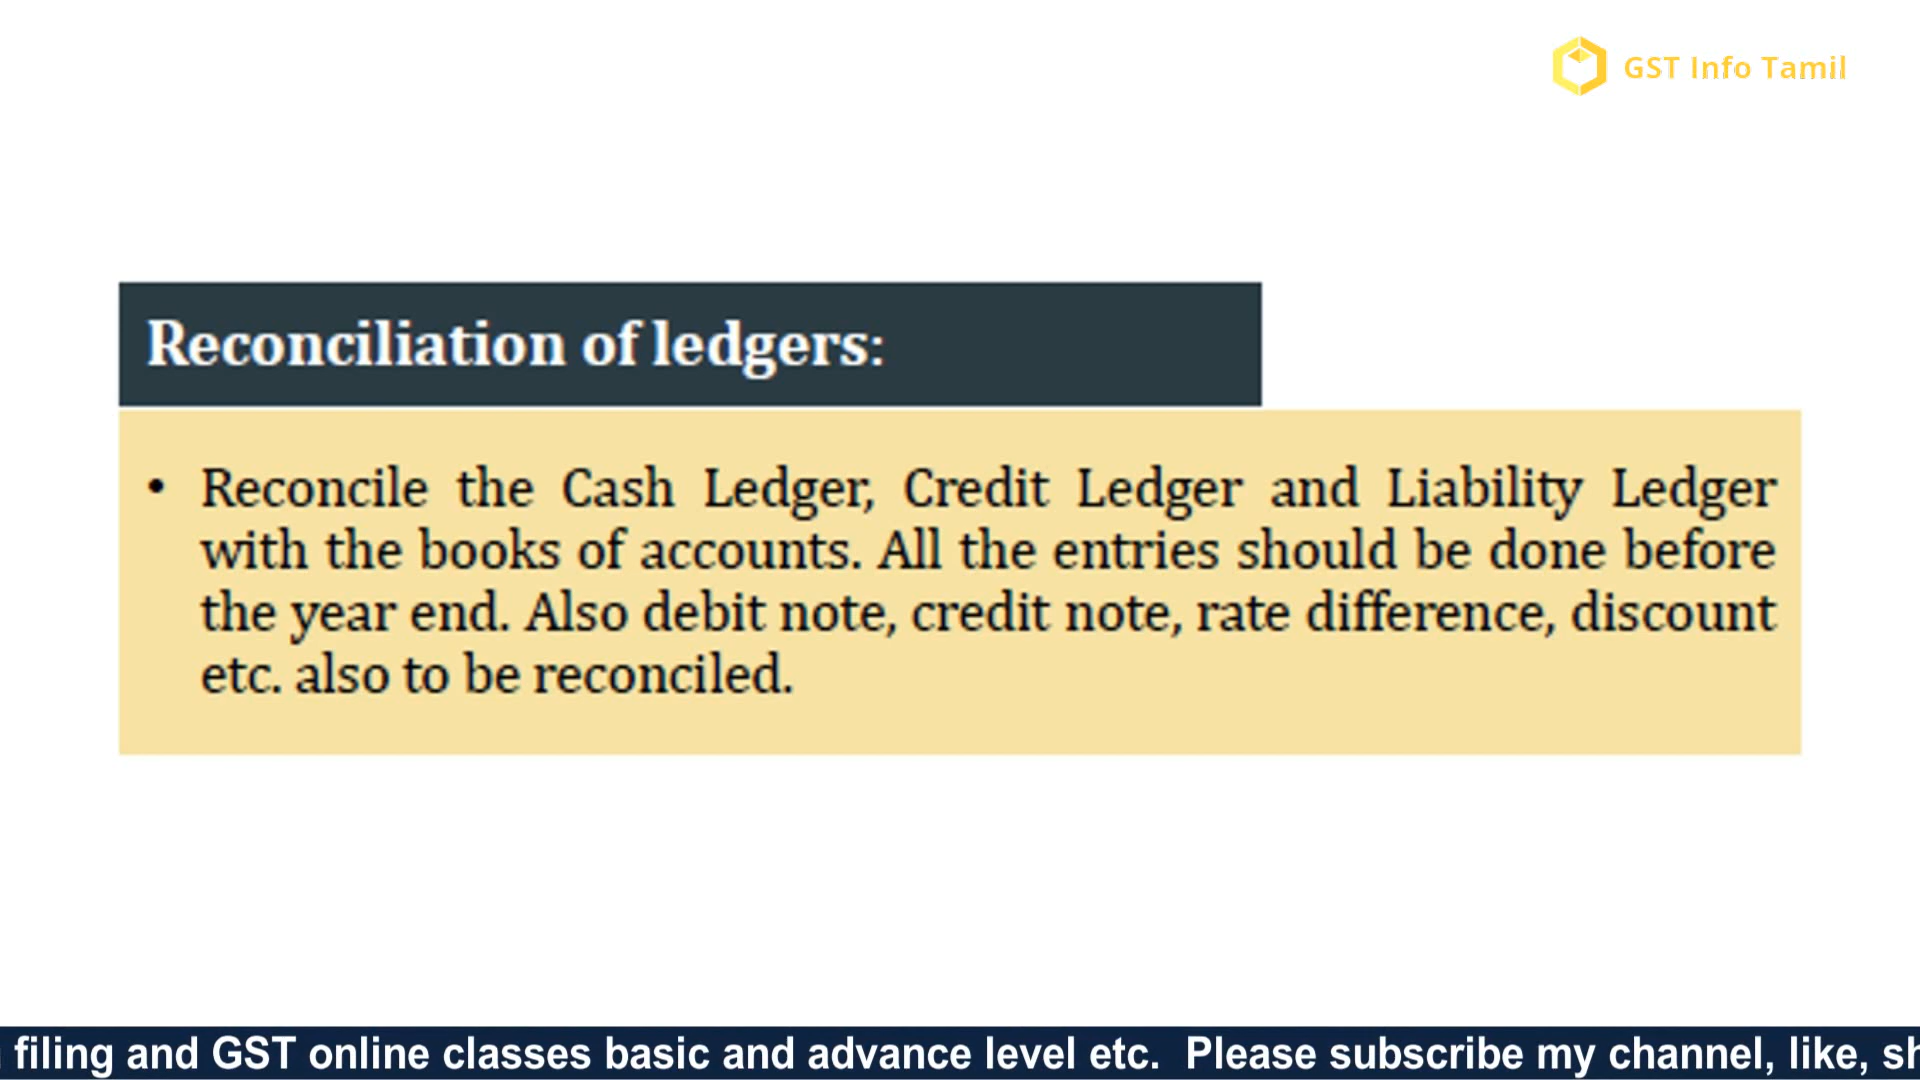 GST Info Tamil
Reconciliation of ledgers:
• Reconcile the Cash Ledger, Credit Ledger and Liability Ledger
with the books of accounts. All the entries should be done before
the year end. Also debit note, credit note, rate difference, discount
etc. also to be reconciled.
filing and GST online classes basic and advance level etc. Please subscribe my channel, like,